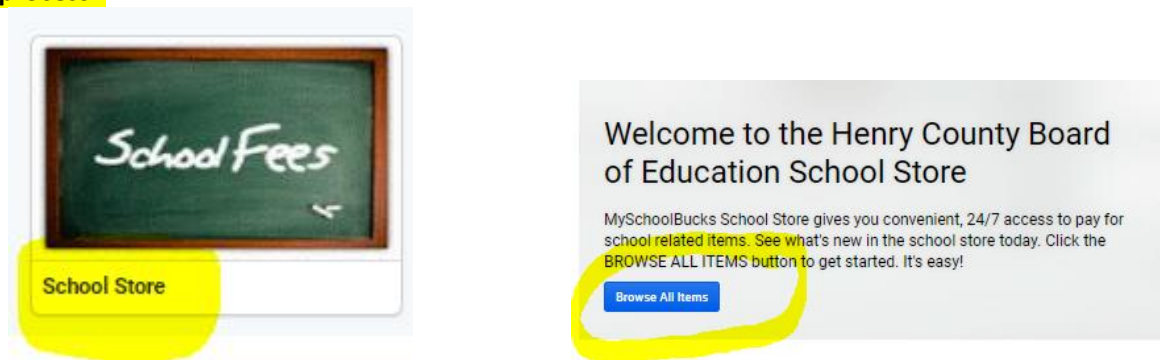 School Fees
School Store
Welcome to the Henry County Board
of Education School Store
MySchoolBucks School Store gives you convenient, 24/7 access to pay for
school related items. See what's new in the school store today. Click the
BROWSE ALL ITEMS button to get started. It's easy!
Browse All Items